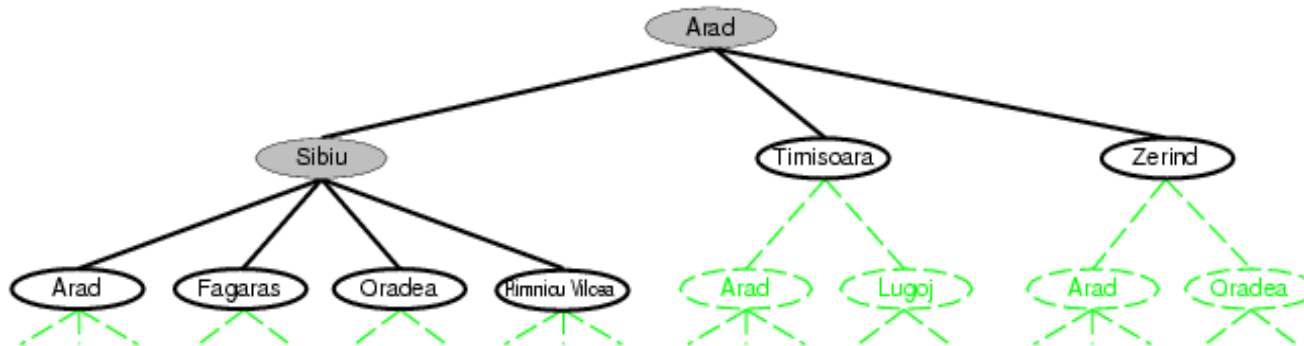 Arad
Sibiu
Timisoara
Zerind
Arad
Fagaras
Oradea
Rimnicu Vilcea
Arad
Lugoj
Arad
Oradea